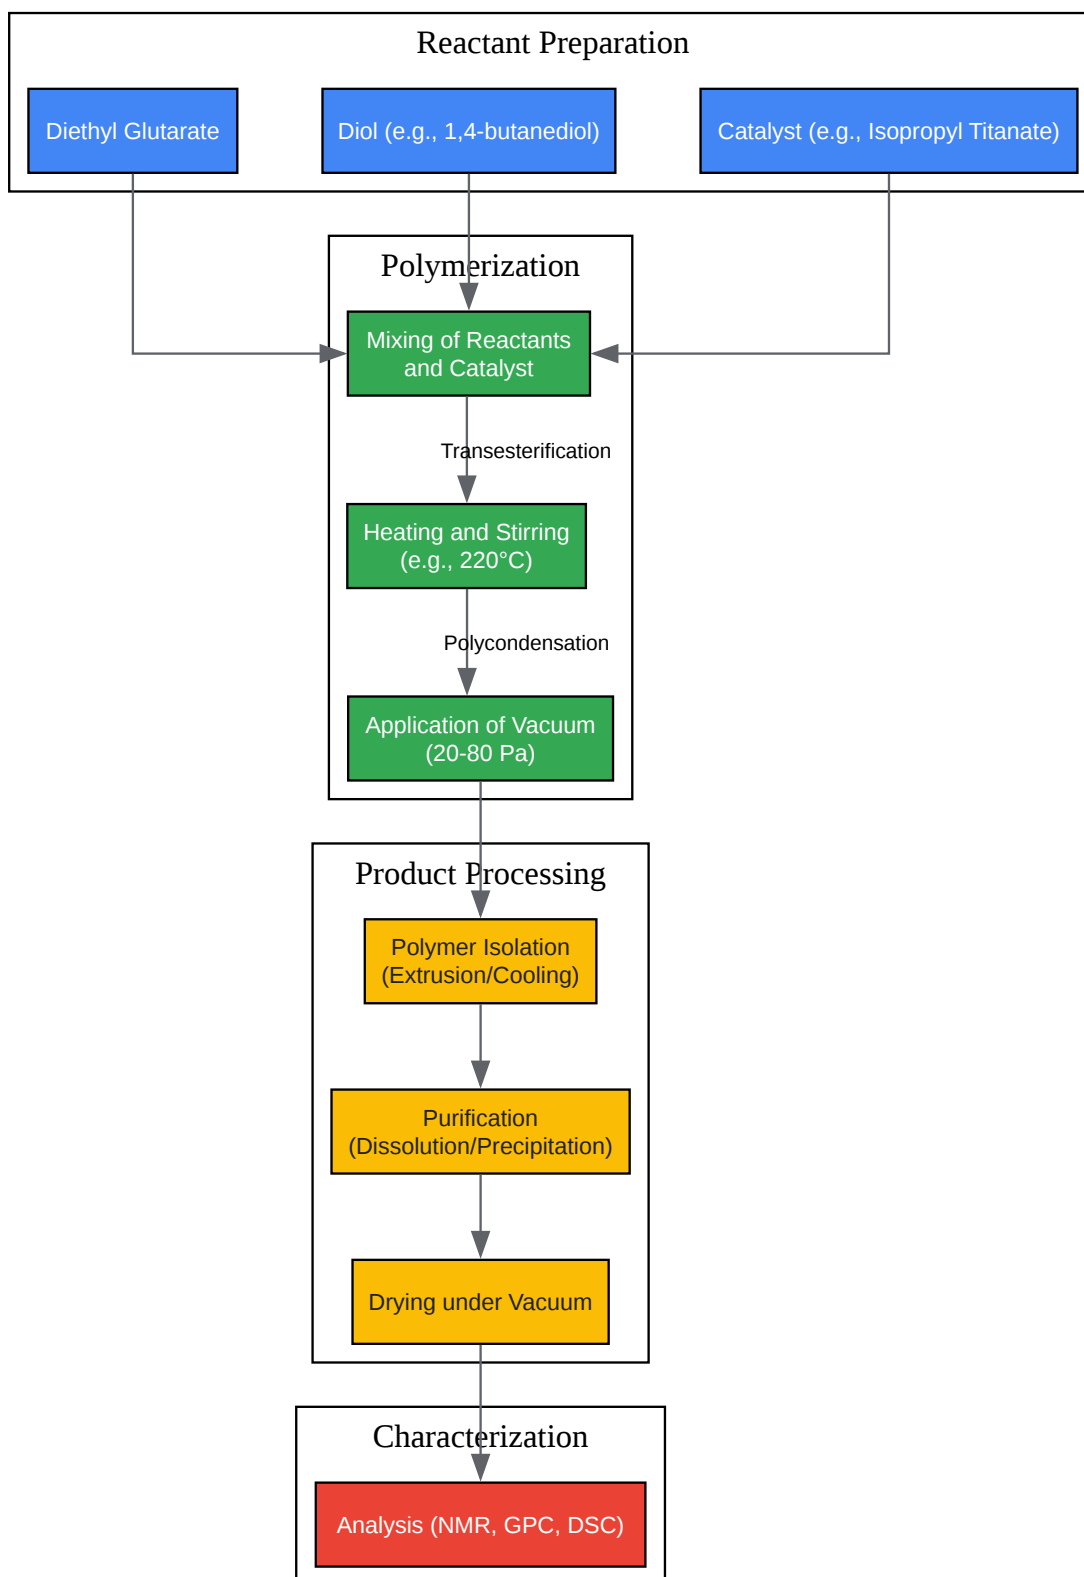 Reactant Preparation
Diethyl Glutarate
Diol (e.g., 1,4-butanediol)
Catalyst (e.g., Isopropyl Titanate)
Polymerization
Mixing of Reactants
and Catalyst
Transesterification
Heating and Stirring
(e.g., 220°C)
Polycondensation
Application of Vacuum
(20-80 Pa)
Product Processing
Polymer Isolation
(Extrusion/Cooling)
Purification
(Dissolution/Precipitation)
Drying under Vacuum
Characterization
Analysis (NMR, GPC, DSC)